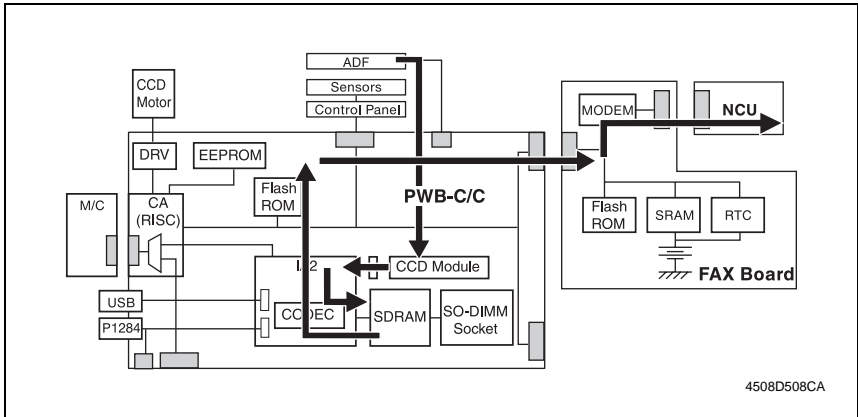 ADF
CCD
Motor
Sensors
Control Panel
MODEM
NCU
DRV
EEPROM
M/C
CA
(RISC)
Flash
ROM
PWB-C/C
Flash
ROM
SRAM
RTC
CCD Module
FAX Board
USB
P1284
SDRAM
SO-DIMM
Socket
4508D508CA